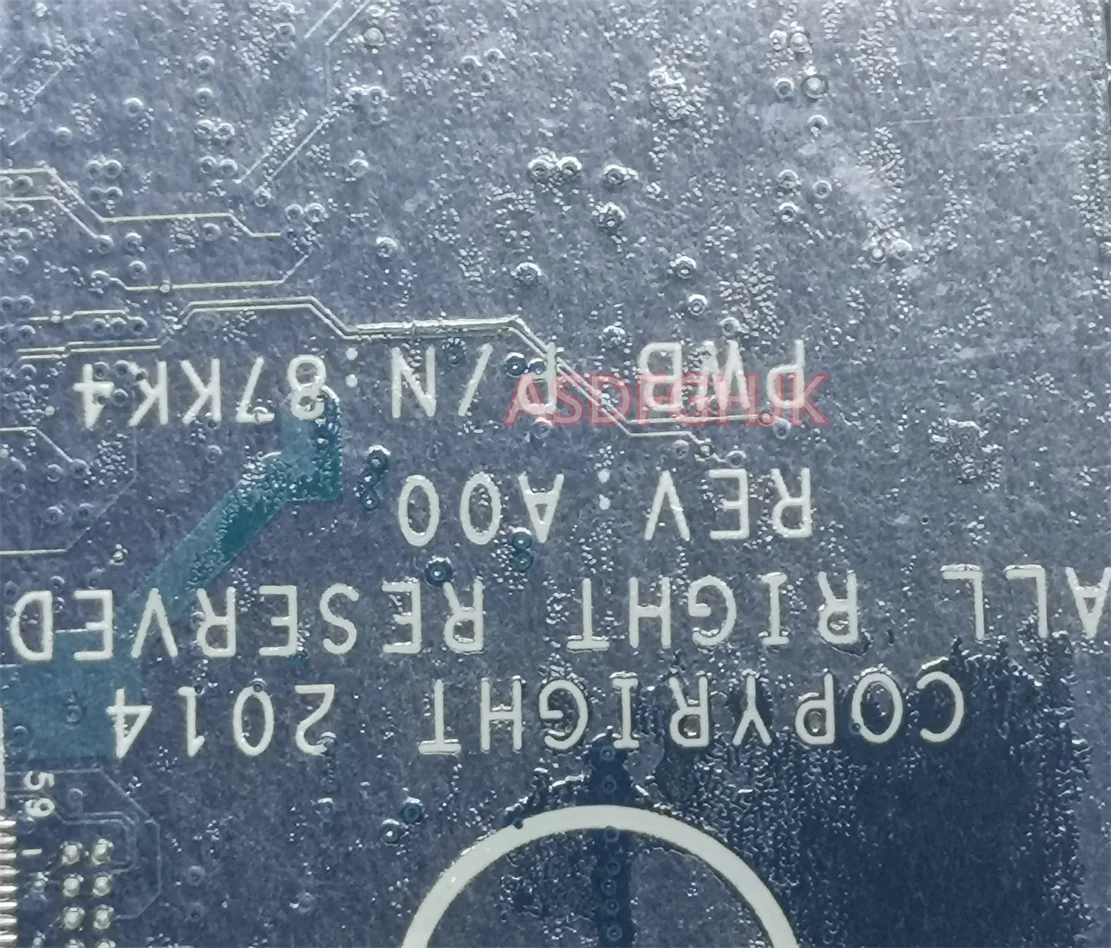 COPYRIGHT 2014
ALL RIGHT RESERVED
REV:A00
PWB P/N:87KK4
ASDFGHJK
59